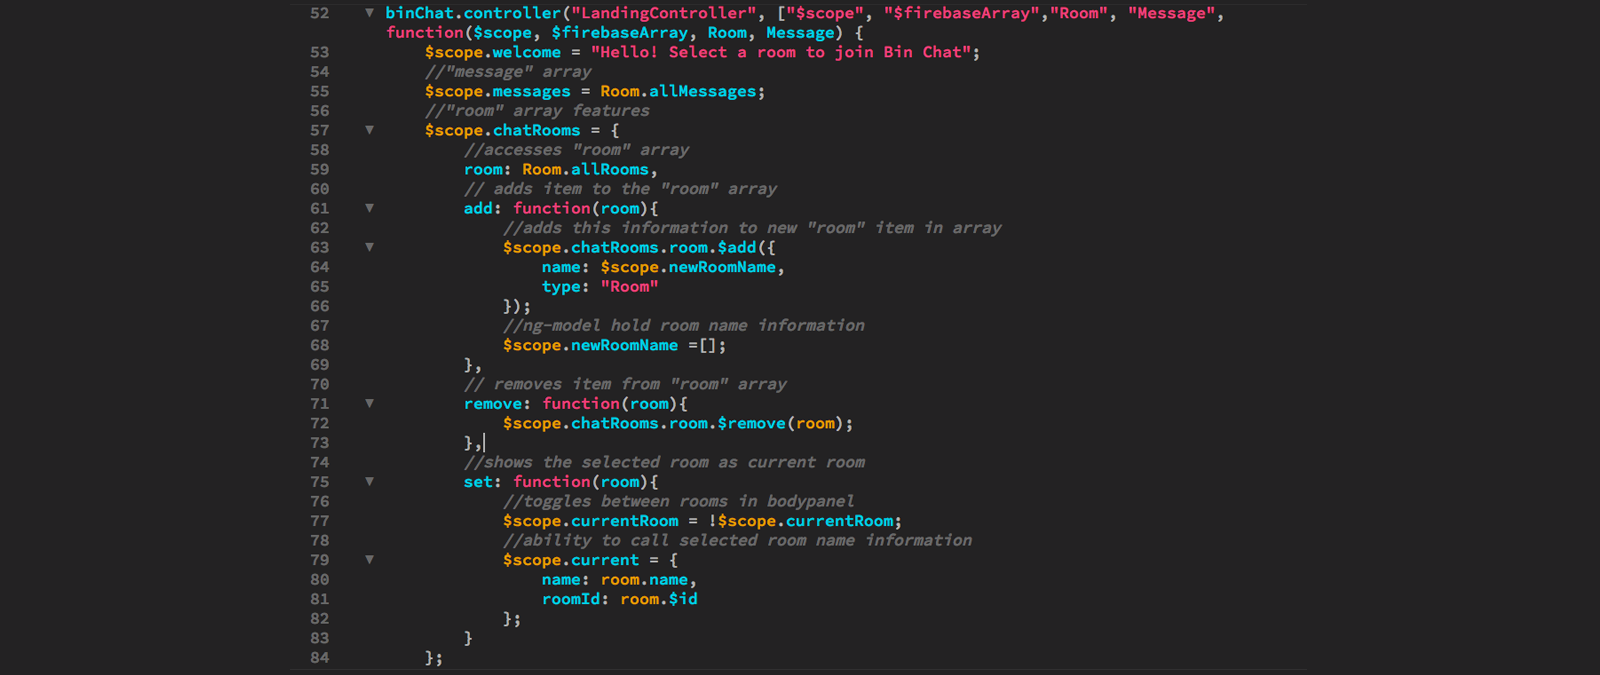 52 ▼ binChat.controller("LandingController", ["$scope", "$firebaseArray","Room", "Message",
function($scope, $firebaseArray, Room, Message) {
53 $scope.welcome = "Hello! Select a room to join Bin Chat";
54 //"message" array
55 $scope.messages = Room.allMessages;
56 //"room" array features
57 ▼ $scope.chatRooms = {
58 //accesses "room" array
59 room: Room.allRooms,
60 // adds item to the "room" array
61 ▼ add: function(room){
62 //adds this information to new "room" item in array
63 ▼ $scope.chatRooms.room.$add({
64 name: $scope.newRoomName,
65 type: "Room"
66 });
67 //ng-model hold room name information
68 $scope.newRoomName =[];
69 },
70 // removes item from "room" array
71 ▼ remove: function(room){
72 $scope.chatRooms.room.$remove(room);
73 },
74 //shows the selected room as current room
75 ▼ set: function(room){
76 //toggles between rooms in bodypanel
77 $scope.currentRoom = !$scope.currentRoom;
78 //ability to call selected room name information
79 ▼ $scope.current = {
80 name: room.name,
81 roomId: room.$id
82 };
83 }
84 };